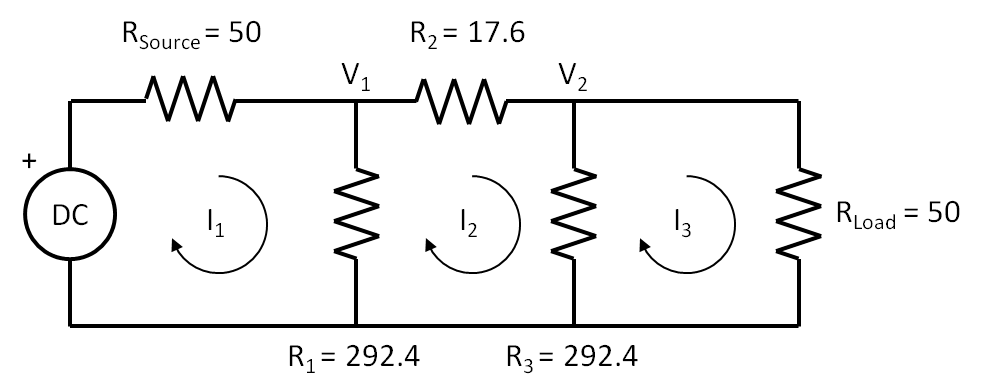 R_Source = 50
R_2 = 17.6
V_1
V_2
+
DC
I_1
I_2
I_3
R_Load = 50
R_1 = 292.4
R_3 = 292.4